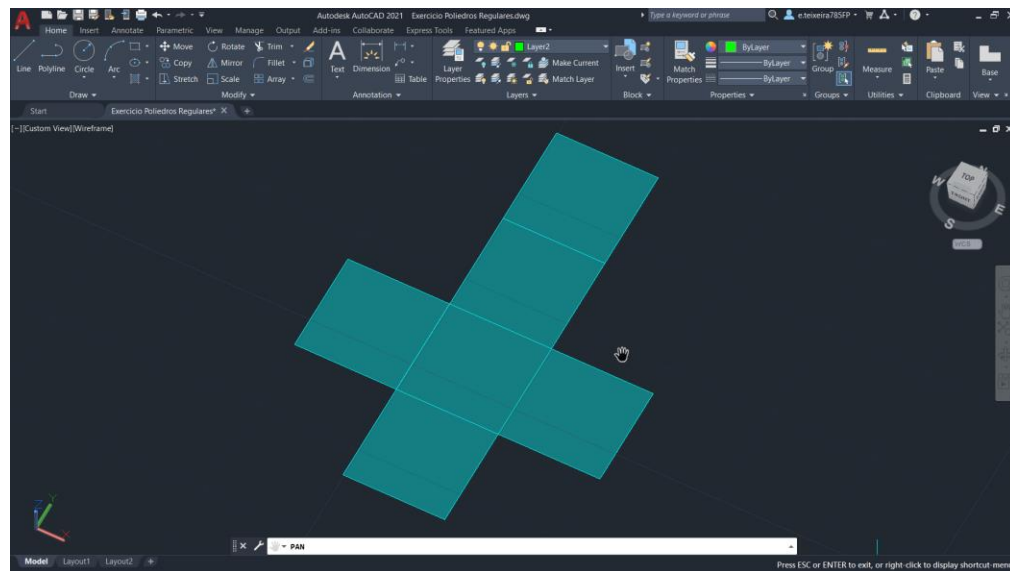 Autodesk AutoCAD 2021 Exercicio Poliedros Regulares.dwg
Type a keyword or phrase
e.teixeira785FP
Home Insert Annotate Parametric View Manage Output Add-ins Collaborate Express Tools Featured Apps
Line Polyline Circle Arc
Move Rotate Trim
Copy Mirror Fillet
Stretch Scale Array
Text Dimension
Table
Layer Properties
Layer2
Make Current
Match Layer
Insert
Match Properties
ByLayer
ByLayer
ByLayer
Group
Measure
Paste
Base
Draw Modify Annotation Layers Block Properties Groups Utilities Clipboard View
Start Exercicio Poliedros Regulares* +
[-][Custom View][Wireframe]
N
W
TOP
FRONT
E
S
WCS
Z Y
X
PAN
Model Layout1 Layout2 +
Press ESC or ENTER to exit, or right-click to display shortcut-menu